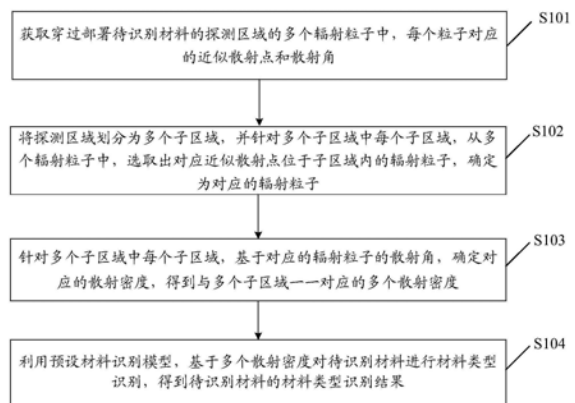 S101
获取穿过部署待识别材料的探测区域的多个辐射粒子中，每个粒子对应
的近似散射点和散射角
S102
将探测区域划分为多个子区域，并针对多个子区域中每个子区域，从多
个辐射粒子中，选取出对应近似散射点位于子区域内的辐射粒子，确定
为对应的辐射粒子
S103
针对多个子区域中每个子区域，基于对应的辐射粒子的散射角，确定对
应的散射密度，得到与多个子区域一一对应的多个散射密度
S104
利用预设材料识别模型，基于多个散射密度对待识别材料进行材料类型
识别，得到待识别材料的材料类型识别结果